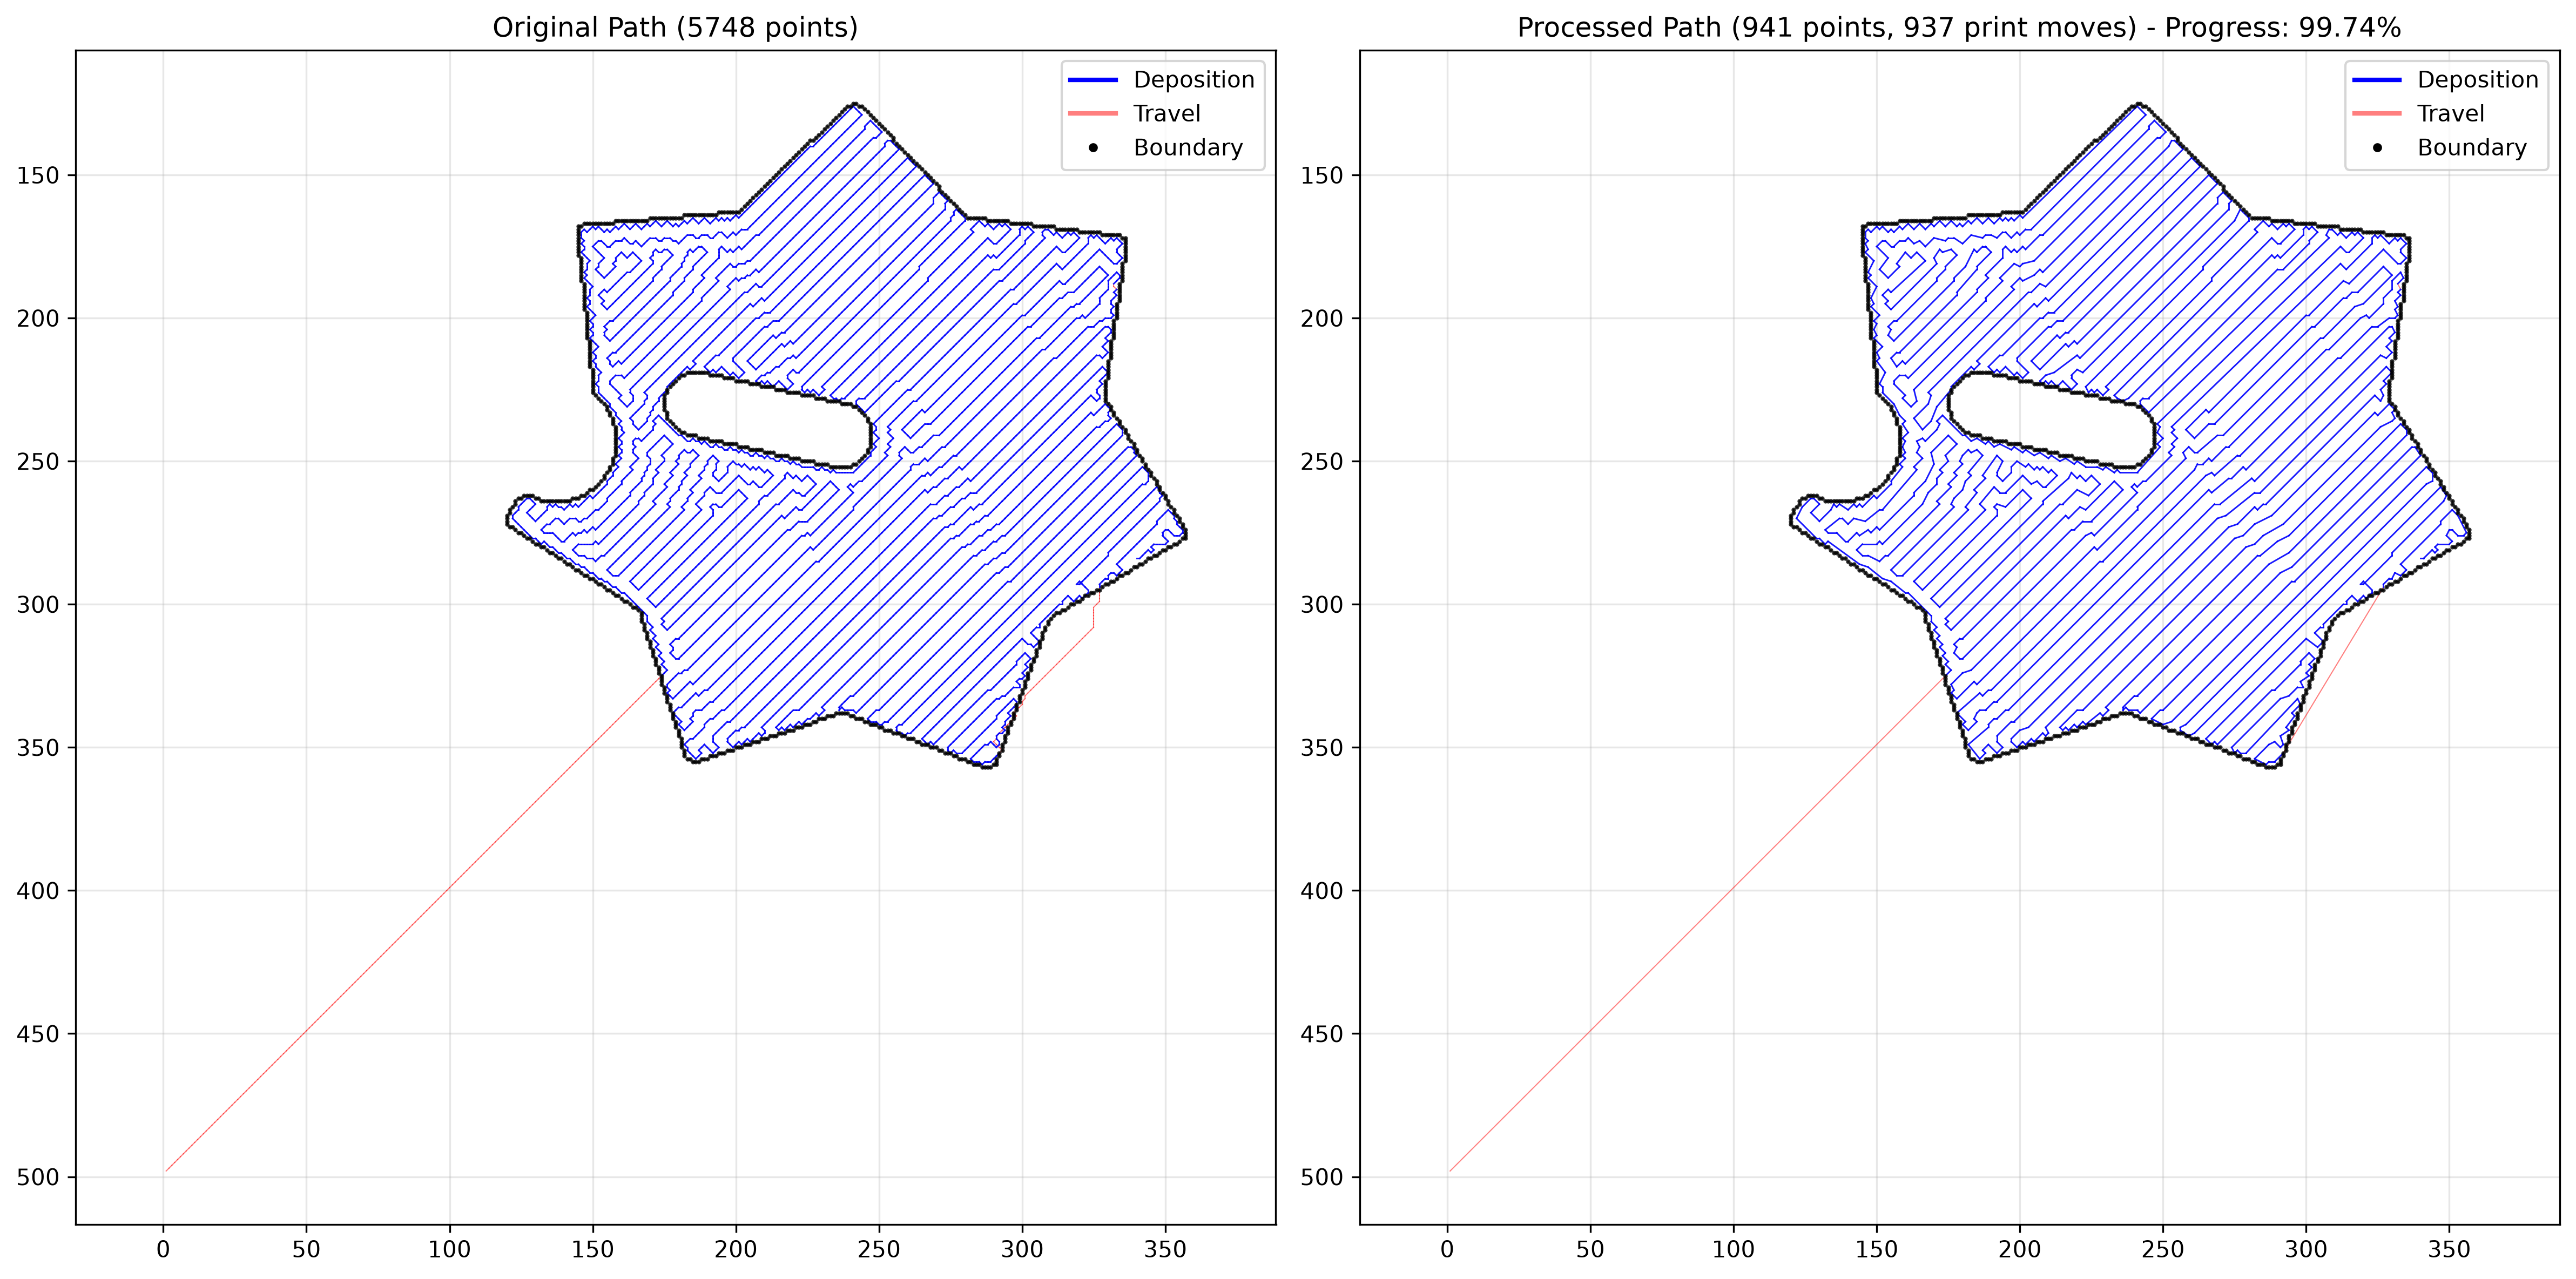 Original Path (5748 points)
Deposition
Travel
Boundary
150
200
250
300
350
400
450
500
0 50 100 150 200 250 300 350
Processed Path (941 points, 937 print moves) - Progress: 99.74%
Deposition
Travel
Boundary
150
200
250
300
350
400
450
500
0 50 100 150 200 250 300 350